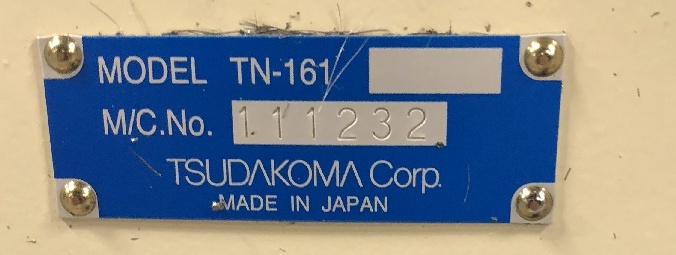 MODEL TN-161
M/C.No. 111232
TSUDAKOMA Corp.
MADE IN JAPAN